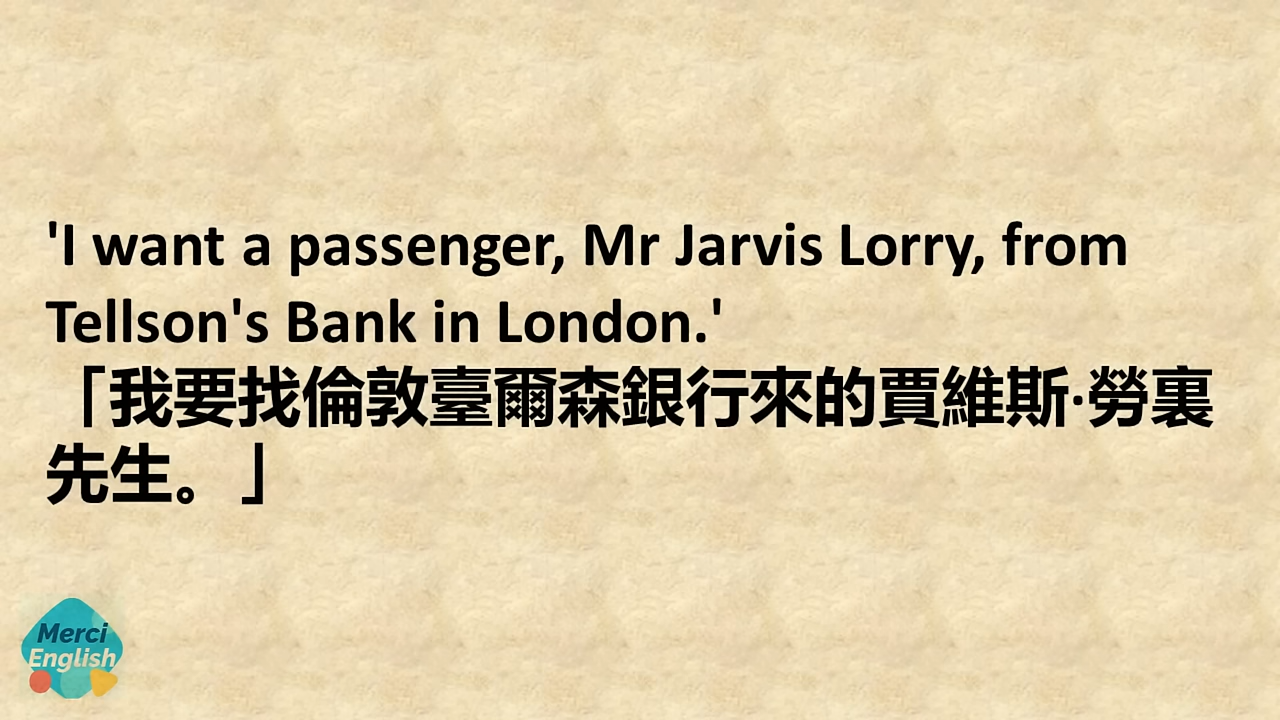 'I want a passenger, Mr Jarvis Lorry, from
Tellson's Bank in London.'
「我要找倫敦臺爾森銀行來的賈維斯·勞裏
先生。」
Merci
English